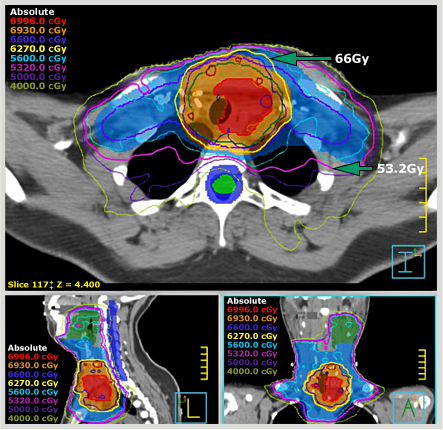 Absolute
6996.0 cGy
6930.0 cGy
6600.0 cGy
6270.0 cGy
5600.0 cGy
5320.0 cGy
5000.0 cGy
4000.0 cGy
66Gy
53.2Gy
Slice 117‡ Z = 4.400
I
Absolute
6996.0 cGy
6930.0 cGy
6600.0 cGy
6270.0 cGy
5600.0 cGy
5320.0 cGy
5000.0 cGy
4000.0 cGy
L
Absolute
6996.0 cGy
6930.0 cGy
6600.0 cGy
6270.0 cGy
5600.0 cGy
5320.0 cGy
5000.0 cGy
4000.0 cGy
A